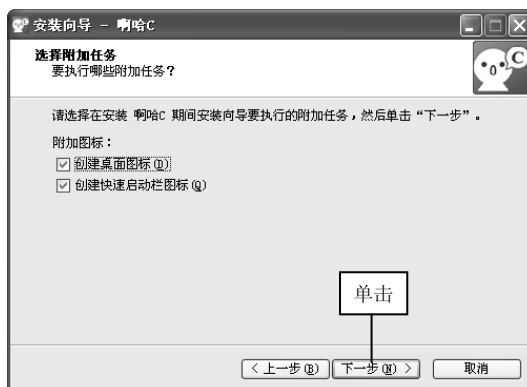 安装向导 - 啊哈C
选择附加任务
要执行哪些附加任务？
C
请选择在安装 啊哈C 期间安装向导要执行的附加任务，然后单击“下一步”。
附加图标：
创建桌面图标(D)
创建快速启动栏图标(Q)
单击
< 上一步(B)
下一步(N) >
取消